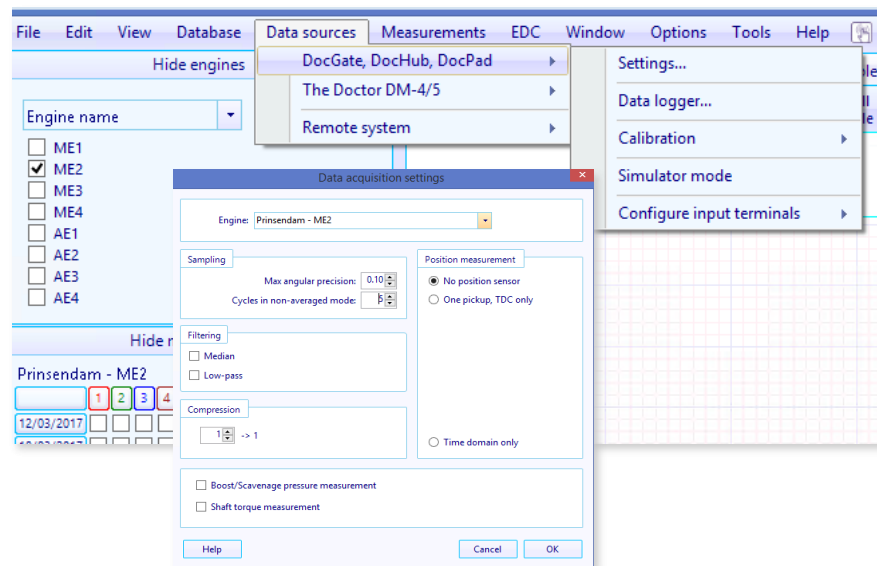 File Edit View Database Data sources Measurements EDC Window Options Tools Help
Hide engines
DocGate, DocHub, DocPad
The Doctor DM-4/5
Remote system
Settings...
Data logger...
Calibration
Simulator mode
Configure input terminals
Engine name
ME1
ME2
ME3
ME4
AE1
AE2
AE3
AE4
Prinsendam - ME2
1 2 3 4
12/03/2017
Data acquisition settings
Engine: Prinsendam - ME2
Sampling
Max angular precision: 0.10
Cycles in non-averaged mode: 5
Filtering
Median
Low-pass
Compression
1 -> 1
Position measurement
No position sensor
One pickup, TDC only
Time domain only
Boost/Scavenage pressure measurement
Shaft torque measurement
Help Cancel OK